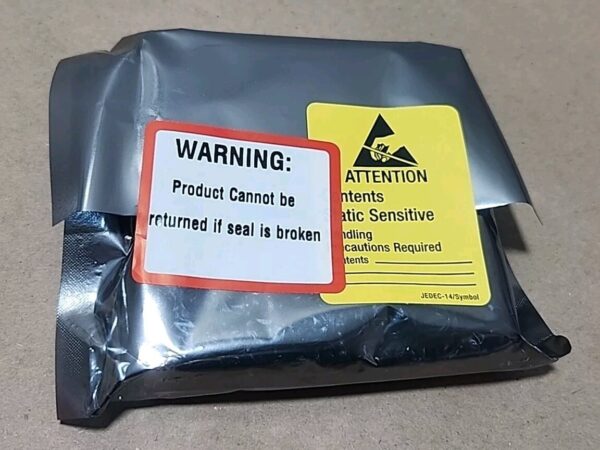 WARNING:
Product Cannot be
returned if seal is broken
ATTENTION
ntents
atic Sensitive
ndling
cautions Required
ntents
JEDEC-14/Symbol